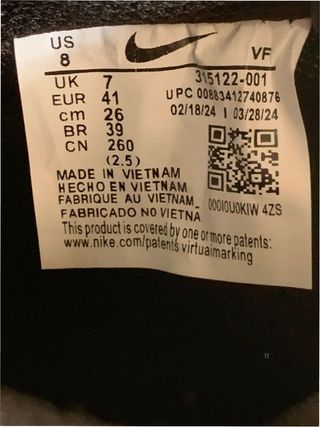 US 8 VF
UK 7 315122-001
EUR 41 UPC 00883412740876
cm 26 02/18/24 I 03/28/24
BR 39
CN 260
(2.5)
MADE IN VIETNAM
HECHO EN VIETNAM
FABRIQUE AU VIETNAM
FABRICADO NO VIETNA
00010U0KIW 4ZS
This product is covered by one or more patents:
www.nike.com/patents virtualmarking